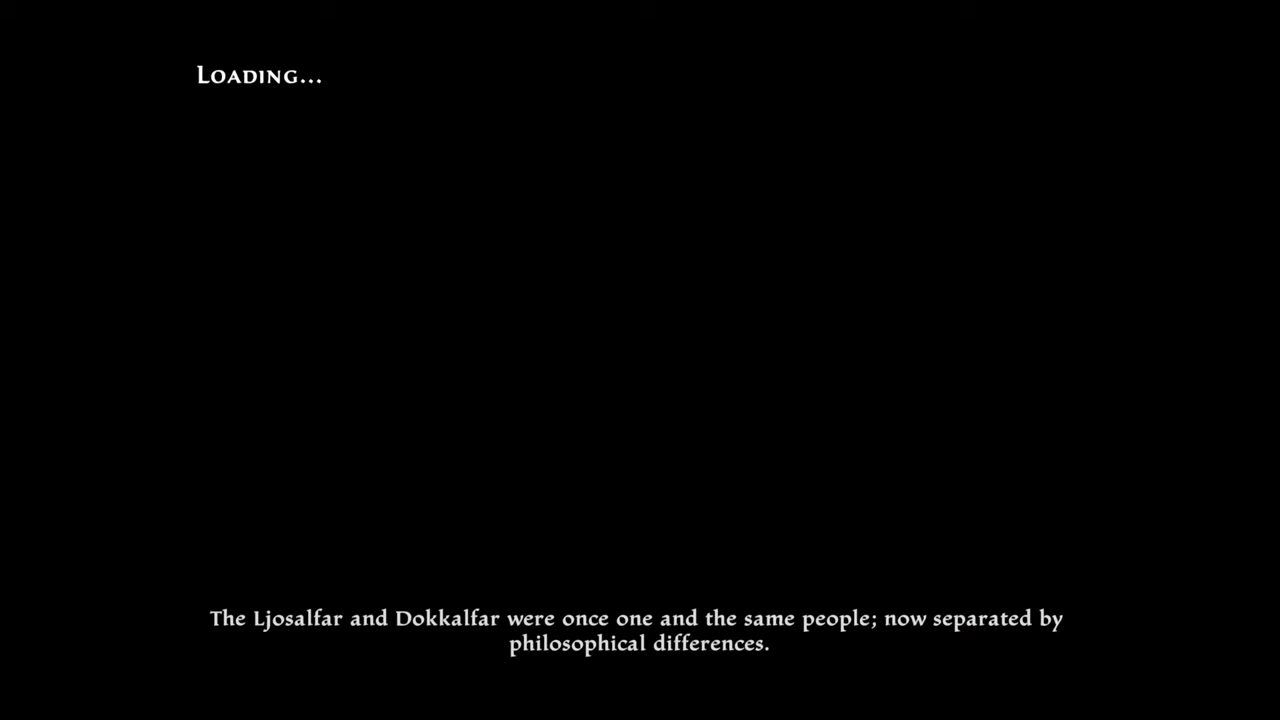 Loading...
The Ljosalfar and Dokkalfar were once one and the same people; now separated by
philosophical differences.